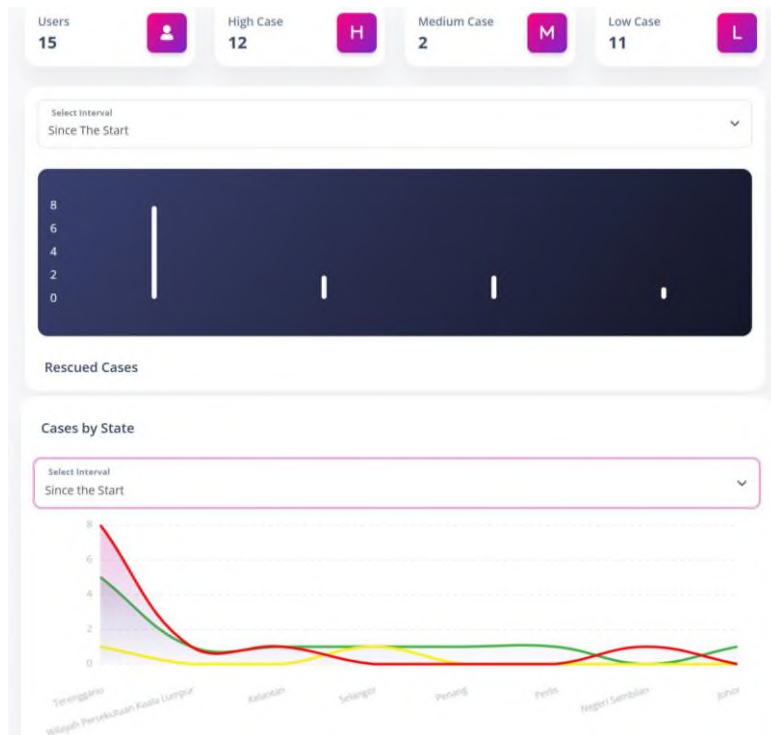 Users
15
High Case
12
H
Medium Case
2
M
Low Case
11
L
Select Interval
Since The Start
8
6
4
2
0
Rescued Cases
Cases by State
Select Interval
Since the Start
8
6
4
2
0
Terengganu
Wilayah Persekutuan Kuala Lumpur
Kelantan
Selangor
Penang
Perlis
Negeri Sembilan
Johor